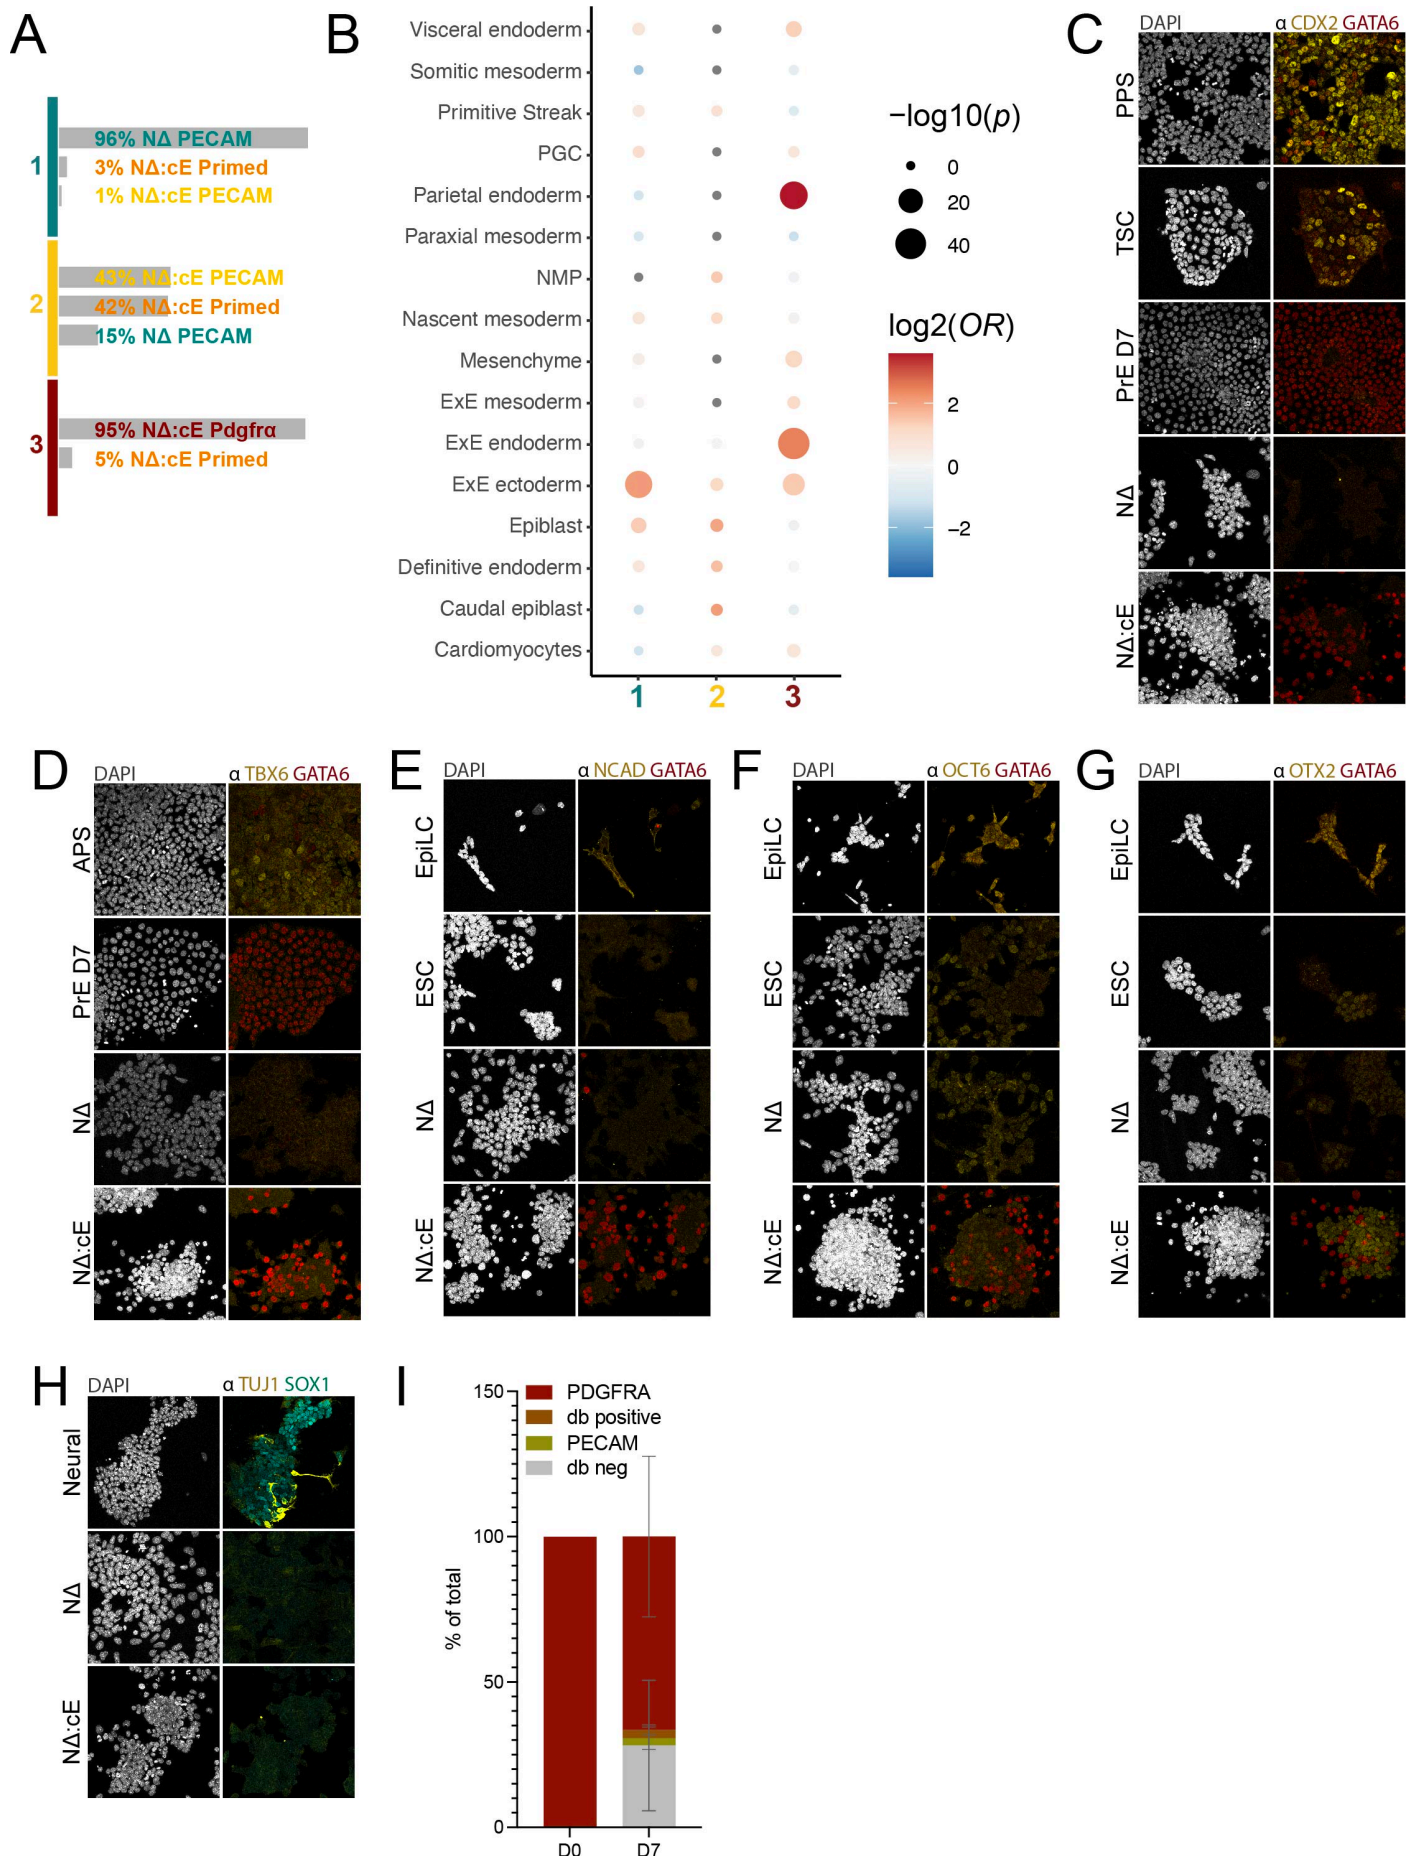 A
1
96% NΔ PECAM
3% NΔ:cE Primed
1% NΔ:cE PECAM
2
43% NΔ:cE PECAM
42% NΔ:cE Primed
15% NΔ PECAM
3
95% NΔ:cE Pdgfrα
5% NΔ:cE Primed
B
Visceral endoderm
Somitic mesoderm
Primitive Streak
PGC
Parietal endoderm
Paraxial mesoderm
NMP
Nascent mesoderm
Mesenchyme
ExE mesoderm
ExE endoderm
ExE ectoderm
Epiblast
Definitive endoderm
Caudal epiblast
Cardiomyocytes
1 2 3
−log10(p)
0
20
40
log2(OR)
2
0
−2
C
DAPI α CDX2 GATA6
PPS
TSC
PrE D7
NΔ
NΔ:cE
D
DAPI α TBX6 GATA6
APS
PrE D7
NΔ
NΔ:cE
E
DAPI α NCAD GATA6
EpiLC
ESC
NΔ
NΔ:cE
F
DAPI α OCT6 GATA6
EpiLC
ESC
NΔ
NΔ:cE
G
DAPI α OTX2 GATA6
EpiLC
ESC
NΔ
NΔ:cE
H
DAPI α TUJ1 SOX1
Neural
NΔ
NΔ:cE
I
150
100
50
0
% of total
PDGFRA
db positive
PECAM
db neg
D0 D7